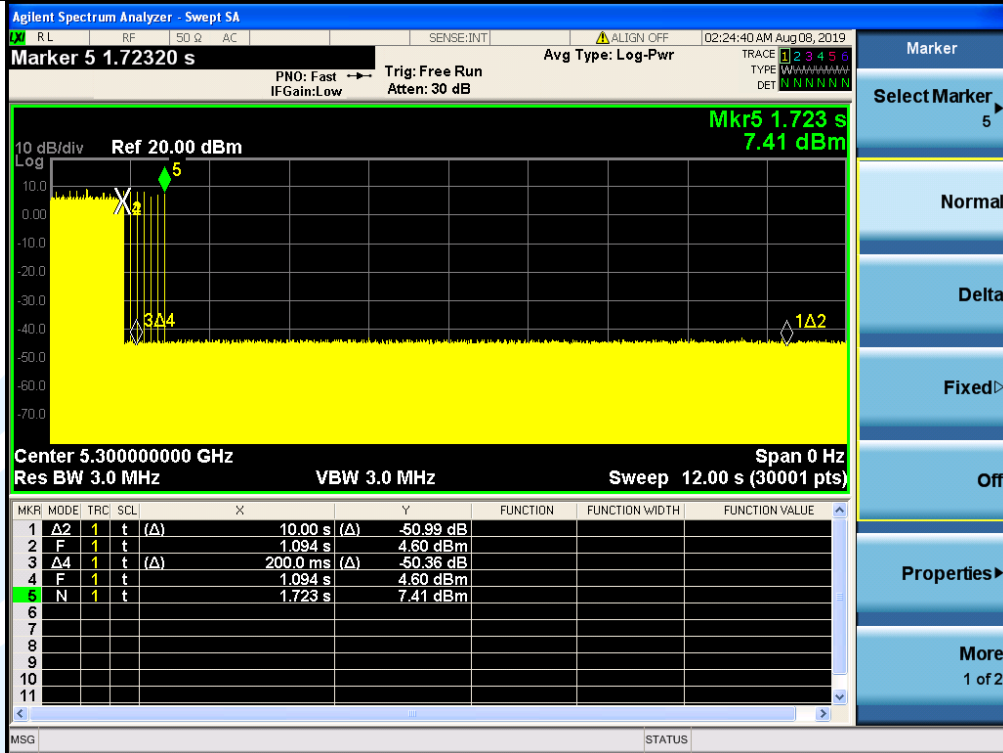 Agilent Spectrum Analyzer - Swept SA
LXI RL RF 50 Ω AC SENSE:INT ALIGN OFF 02:24:40 AM Aug 08, 2019
Marker 5 1.72320 s
PNO: Fast IFGain:Low
Trig: Free Run
Atten: 30 dB
Avg Type: Log-Pwr
TRACE 1 2 3 4 5 6
TYPE WWWWWW
DET N N N N N N
Mkr5 1.723 s
7.41 dBm
10 dB/div Ref 20.00 dBm
Log
10.0
0.00
-10.0
-20.0
-30.0
-40.0
-50.0
-60.0
-70.0
5
2
3Δ4
1Δ2
Center 5.300000000 GHz Span 0 Hz
Res BW 3.0 MHz VBW 3.0 MHz Sweep 12.00 s (30001 pts)
MKR MODE TRC SCL X Y FUNCTION FUNCTION WIDTH FUNCTION VALUE
1 Δ2 1 t (Δ) 10.00 s (Δ) -50.99 dB
2 F 1 t 1.094 s 4.60 dBm
3 Δ4 1 t (Δ) 200.0 ms (Δ) -50.36 dB
4 F 1 t 1.094 s 4.60 dBm
5 N 1 t 1.723 s 7.41 dBm
6
7
8
9
10
11
MSG STATUS
Marker
Select Marker
5
Normal
Delta
Fixed
Off
Properties
More
1 of 2